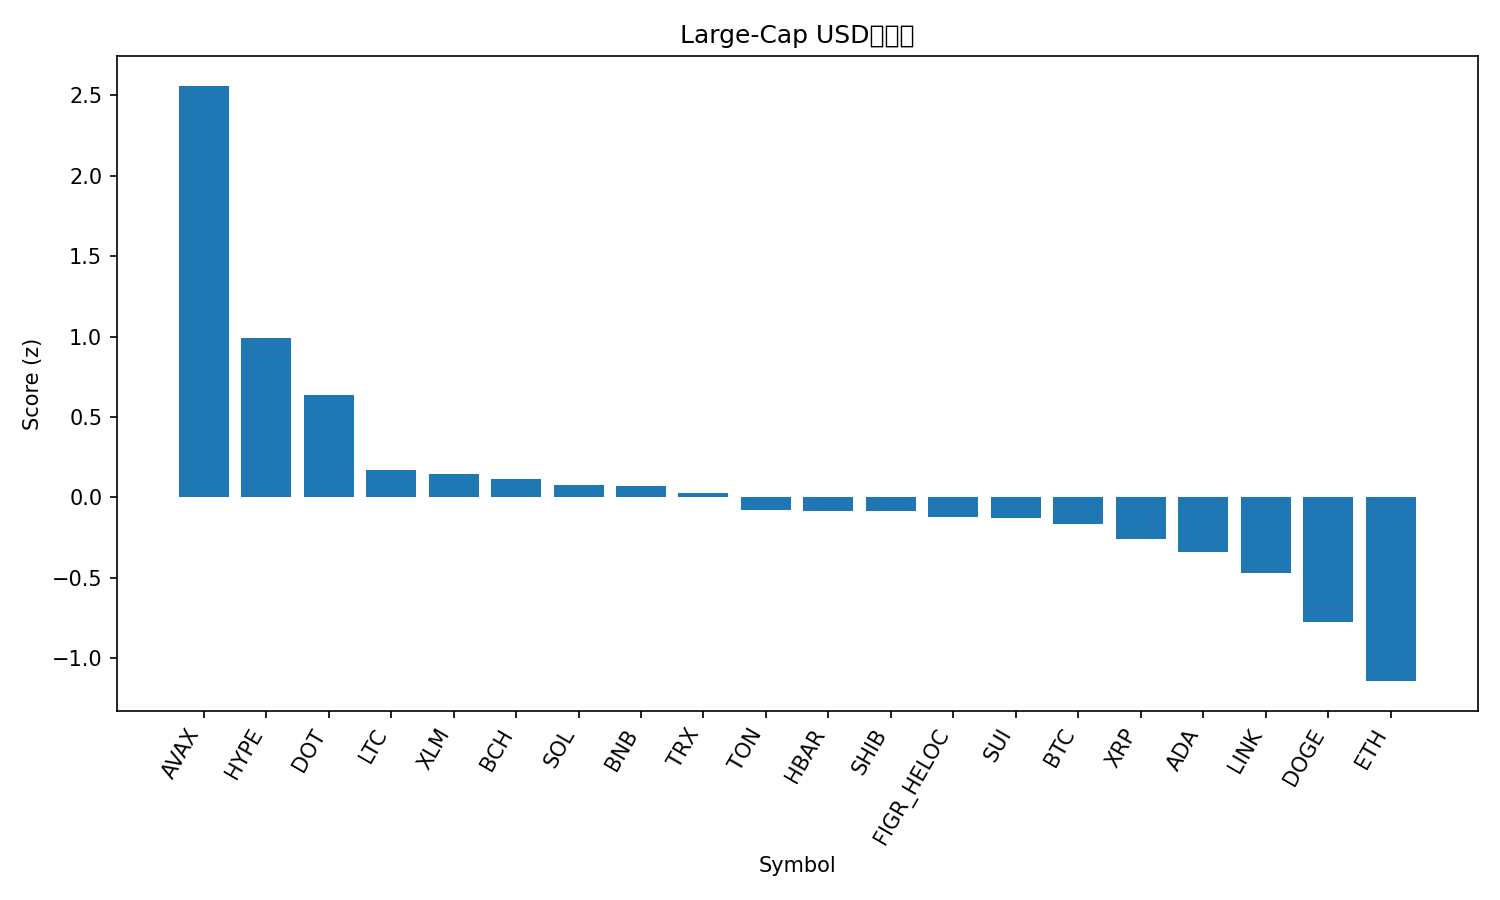 Large-Cap USD
Score (z)
2.5
2.0
1.5
1.0
0.5
0.0
−0.5
−1.0
AVAX
HYPE
DOT
LTC
XLM
BCH
SOL
BNB
TRX
TON
HBAR
SHIB
FIGR_HELOC
SUI
BTC
XRP
ADA
LINK
DOGE
ETH
Symbol